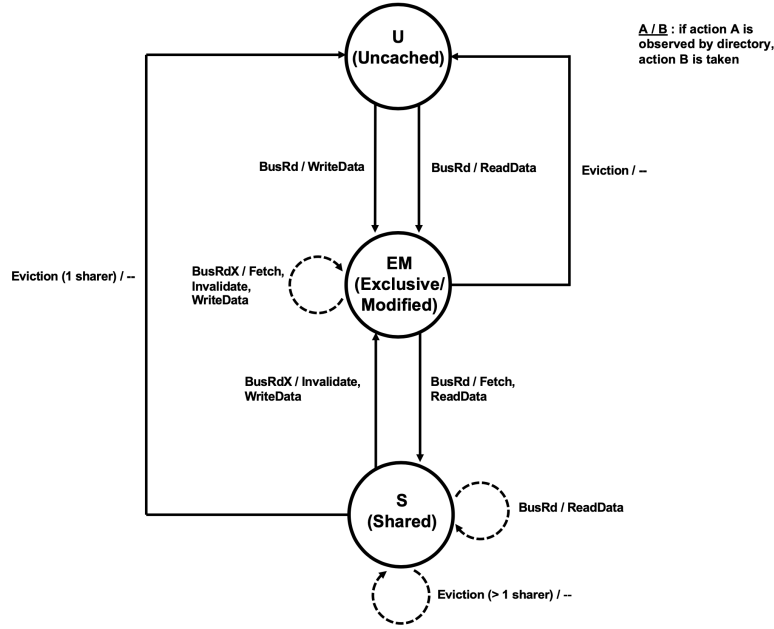 U
(Uncached)
A / B : if action A is
observed by directory,
action B is taken
BusRd / WriteData
BusRd / ReadData
Eviction / --
Eviction (1 sharer) / --
BusRdX / Fetch,
Invalidate,
WriteData
EM
(Exclusive/
Modified)
BusRdX / Invalidate,
WriteData
BusRd / Fetch,
ReadData
S
(Shared)
BusRd / ReadData
Eviction (> 1 sharer) / --